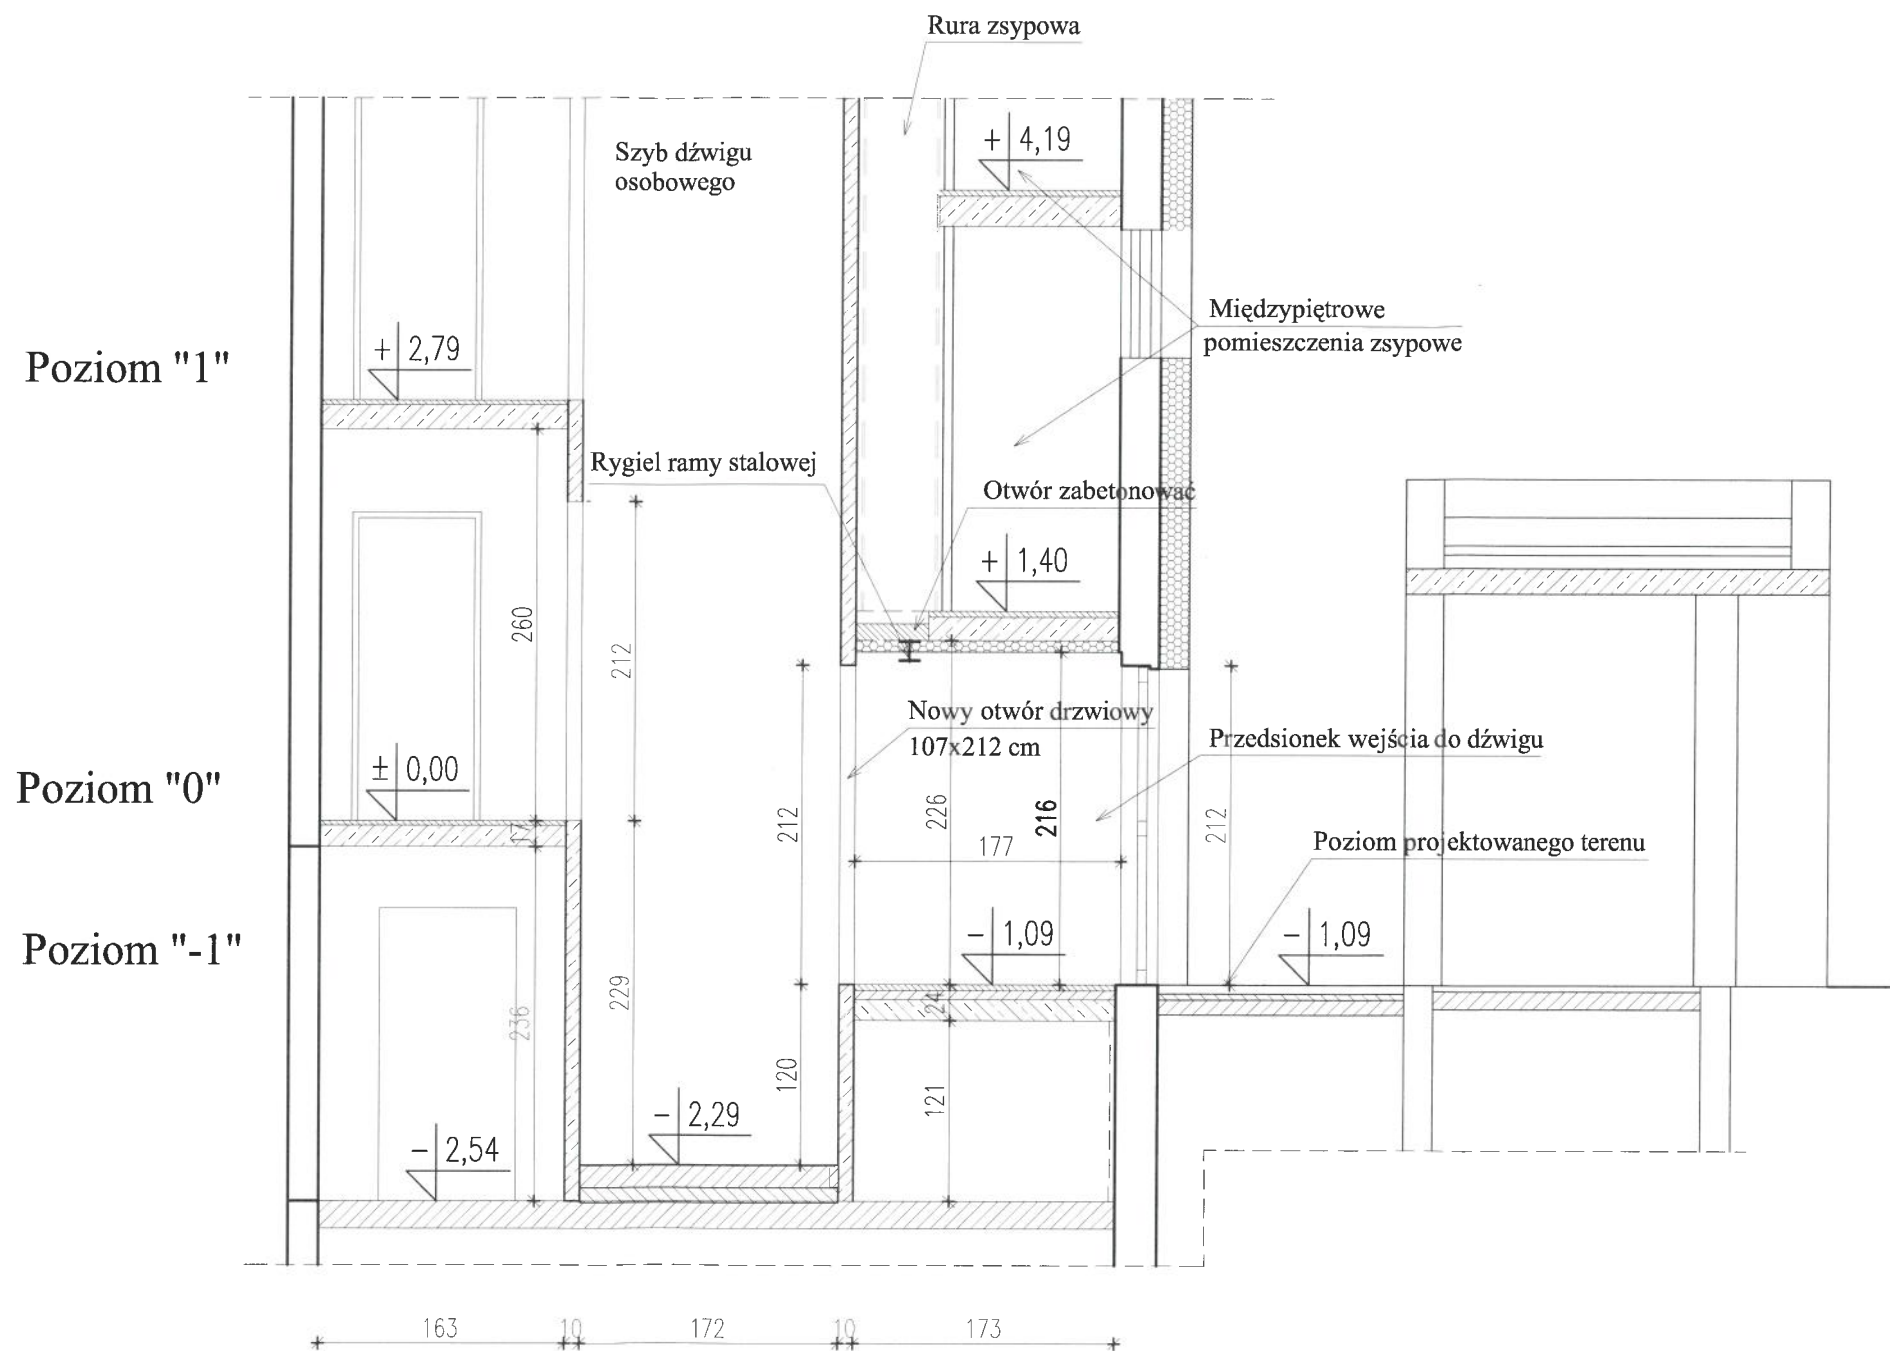 Rura zsypowa
Szyb dźwigu
osobowego
+ 4,19
Międzypiętrowe
pomieszczenia zsypowe
+ 2,79
Poziom "1"
Rygiel ramy stalowej
Otwór zabetonować
+ 1,40
260
212
Nowy otwór drzwiowy
107x212 cm
Przedsionek wejścia do dźwigu
± 0,00
Poziom "0"
17
212
226
216
212
177
Poziom projektowanego terenu
Poziom "-1"
- 1,09
- 1,09
236
229
24
120
121
- 2,29
- 2,54
163
10
172
10
173